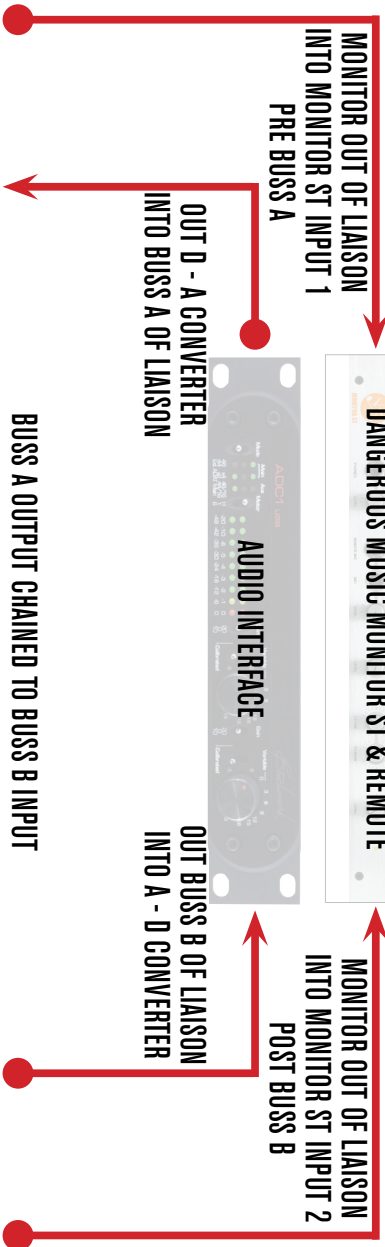 MONITOR OUT OF LIAISON
INTO MONITOR ST INPUT 1
PRE BUSS A
OUT D - A CONVERTER
INTO BUSS A OF LIAISON
DANGEROUS MUSIC MONITOR ST & REMOTE
AUDIO INTERFACE
ADC1 USB
BUSS A OUTPUT CHAINED TO BUSS B INPUT
MONITOR OUT OF LIAISON
INTO MONITOR ST INPUT 2
POST BUSS B
OUT BUSS B OF LIAISON
INTO A - D CONVERTER